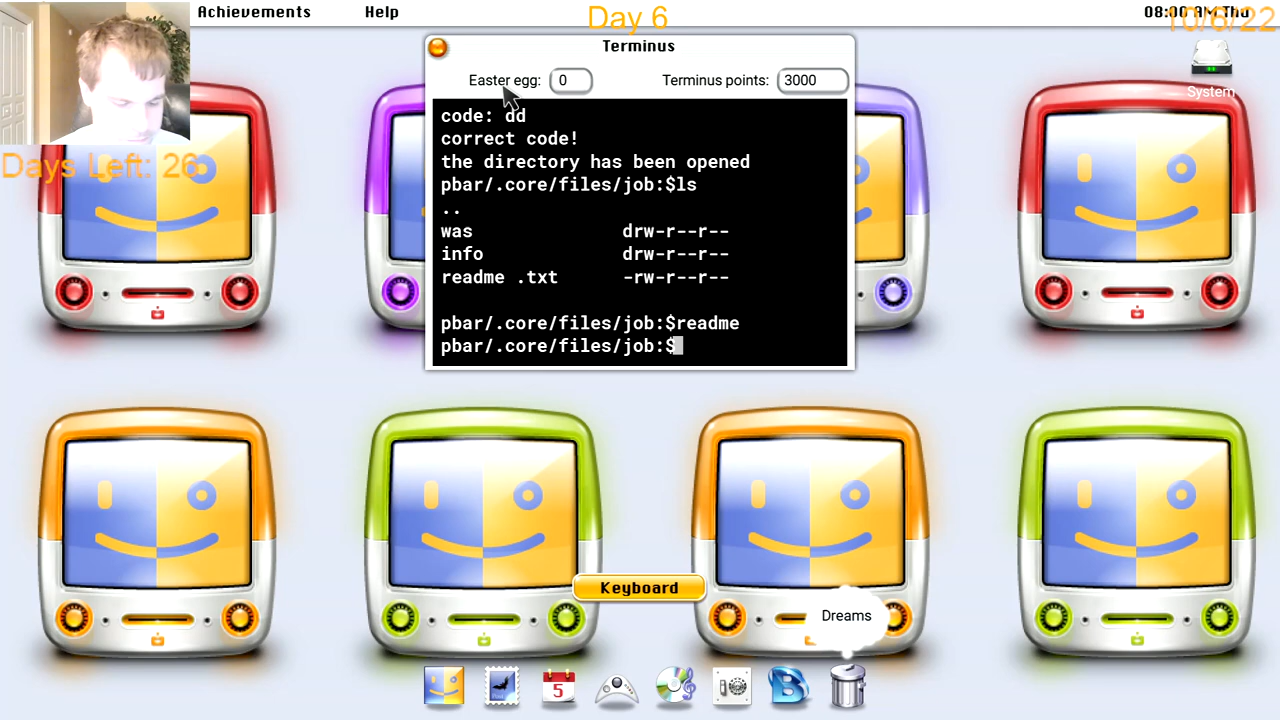 Achievements Help Day 6 08:00 AM Thu
10/6/22
Terminus
Easter egg: 0 Terminus points: 3000
System
code: dd
correct code!
the directory has been opened
Days Left: 26
pbar/.core/files/job:$ls
..
was drw-r--r--
info drw-r--r--
readme .txt -rw-r--r--
pbar/.core/files/job:$readme
pbar/.core/files/job:$
Keyboard
Dreams
5
B